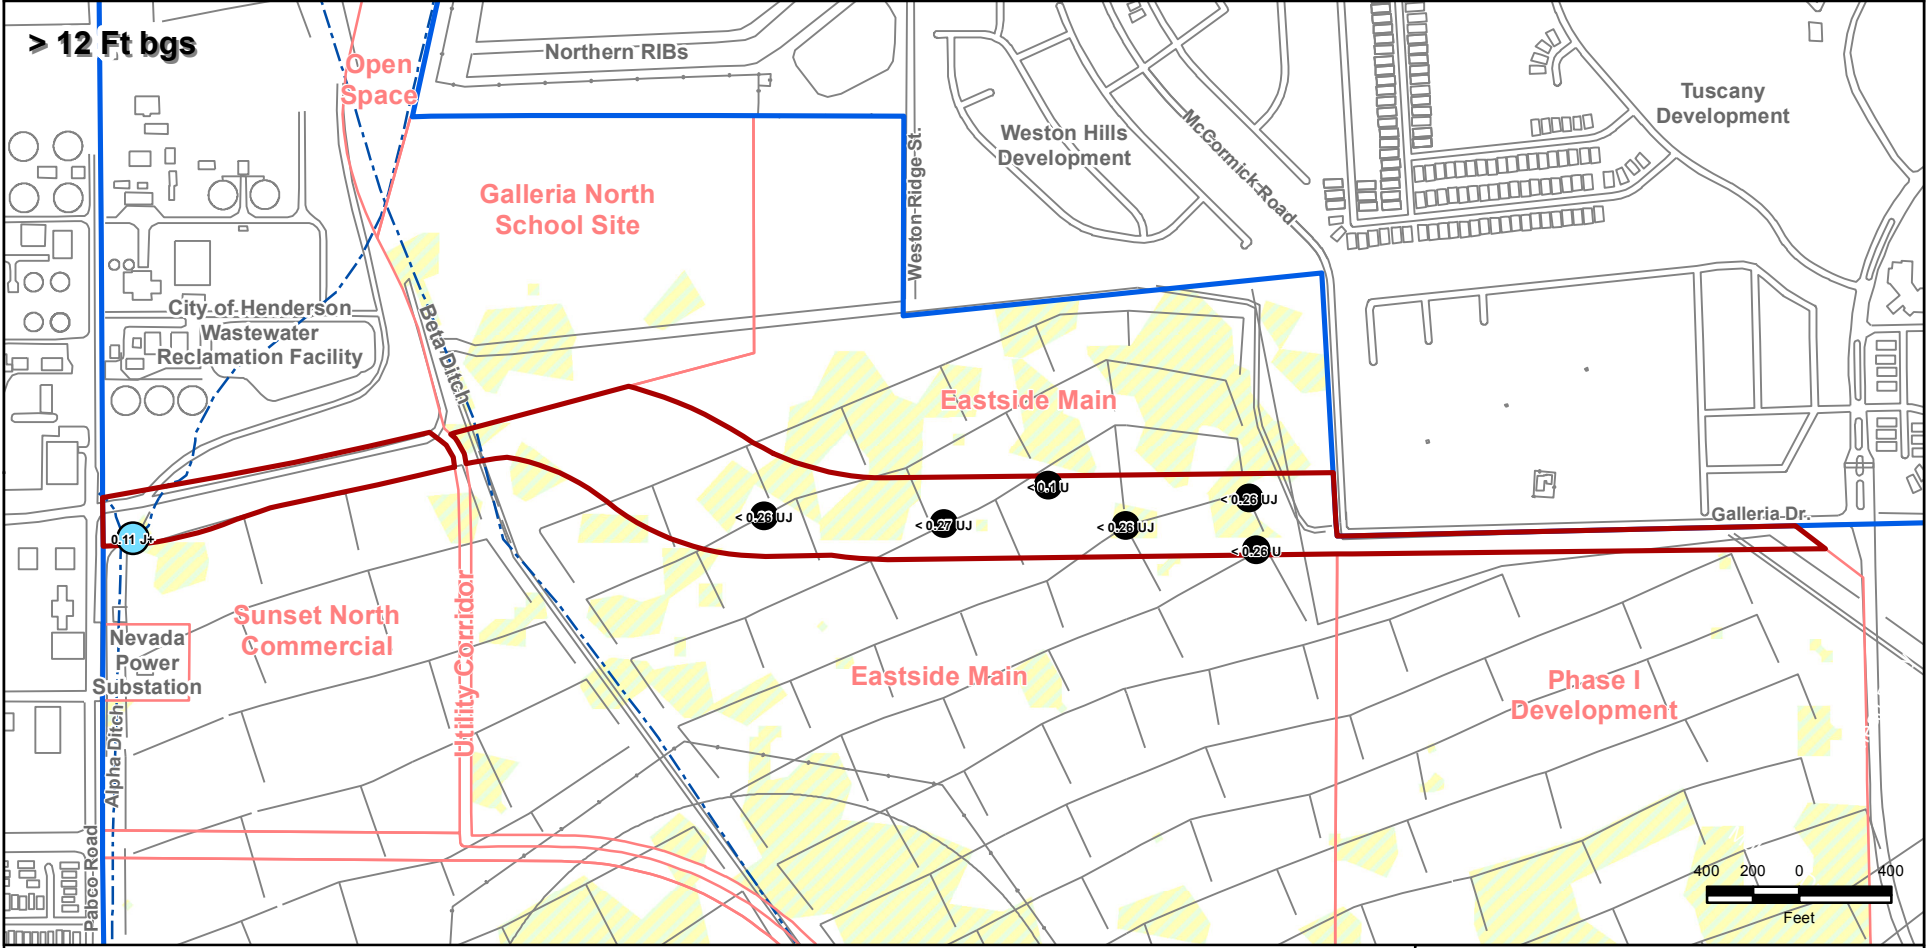 > 12 Ft bgs
Open
Space
Northern RIBs
Tuscany
Development
Weston Hills
Development
McCormick Road
Weston Ridge St.
Galleria North
School Site
City of Henderson
Wastewater
Reclamation Facility
Beta Ditch
Eastside Main
< 0.1 U
< 0.26 UJ
< 0.26 UJ
< 0.27 UJ
< 0.26 UJ
< 0.26 U
0.11 J+
Galleria Dr.
Sunset North
Commercial
Utility Corridor
Nevada
Power
Substation
Alpha Ditch
Pabco Road
Eastside Main
Phase I
Development
400 200 0 400
Feet